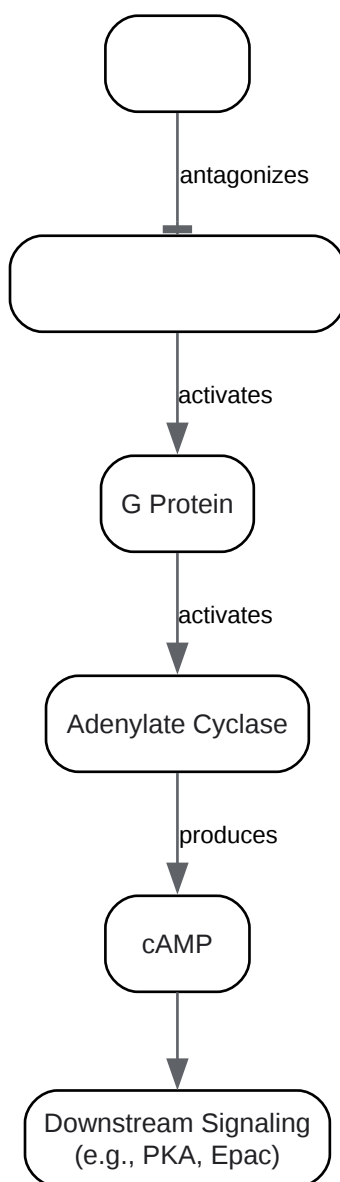 antagonizes
activates
G Protein
activates
Adenylate Cyclase
produces
cAMP
Downstream Signaling
(e.g., PKA, Epac)